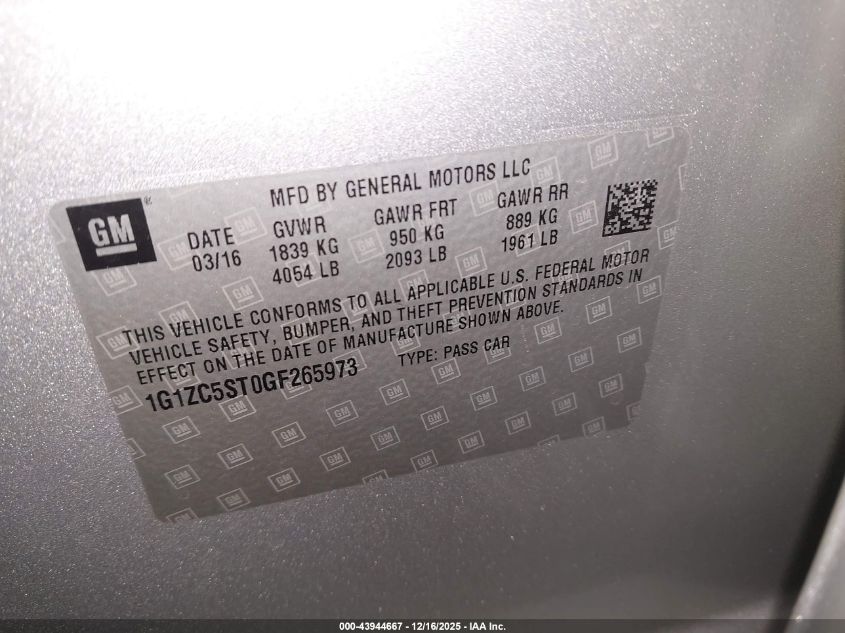 MFD BY GENERAL MOTORS LLC
GM®
DATE GVWR GAWR FRT GAWR RR
03/16 1839 KG 950 KG 889 KG
4054 LB 2093 LB 1961 LB
THIS VEHICLE CONFORMS TO ALL APPLICABLE U.S. FEDERAL MOTOR
VEHICLE SAFETY, BUMPER, AND THEFT PREVENTION STANDARDS IN
EFFECT ON THE DATE OF MANUFACTURE SHOWN ABOVE.
1G1ZC5ST0GF265973 TYPE: PASS CAR
000-43944667 - 12/16/2025 - IAA Inc.